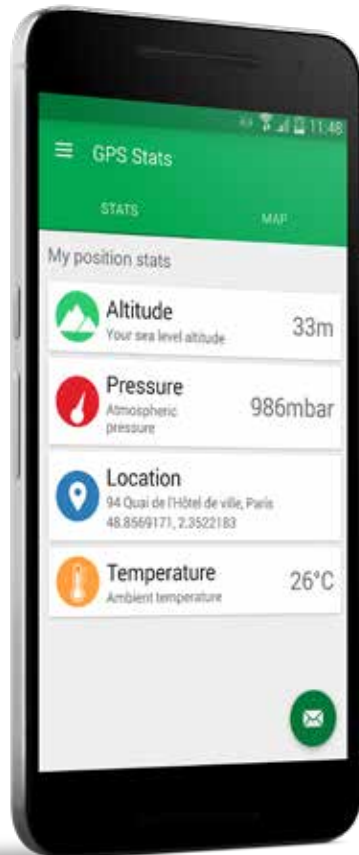 11:48
GPS Stats
STATS
MAP
My position stats
Altitude
Your sea level altitude
33m
Pressure
Atmospheric
pressure
986mbar
Location
94 Quai de l'Hôtel de ville, Paris
48.8569171, 2.3522183
Temperature
Ambient temperature
26°C